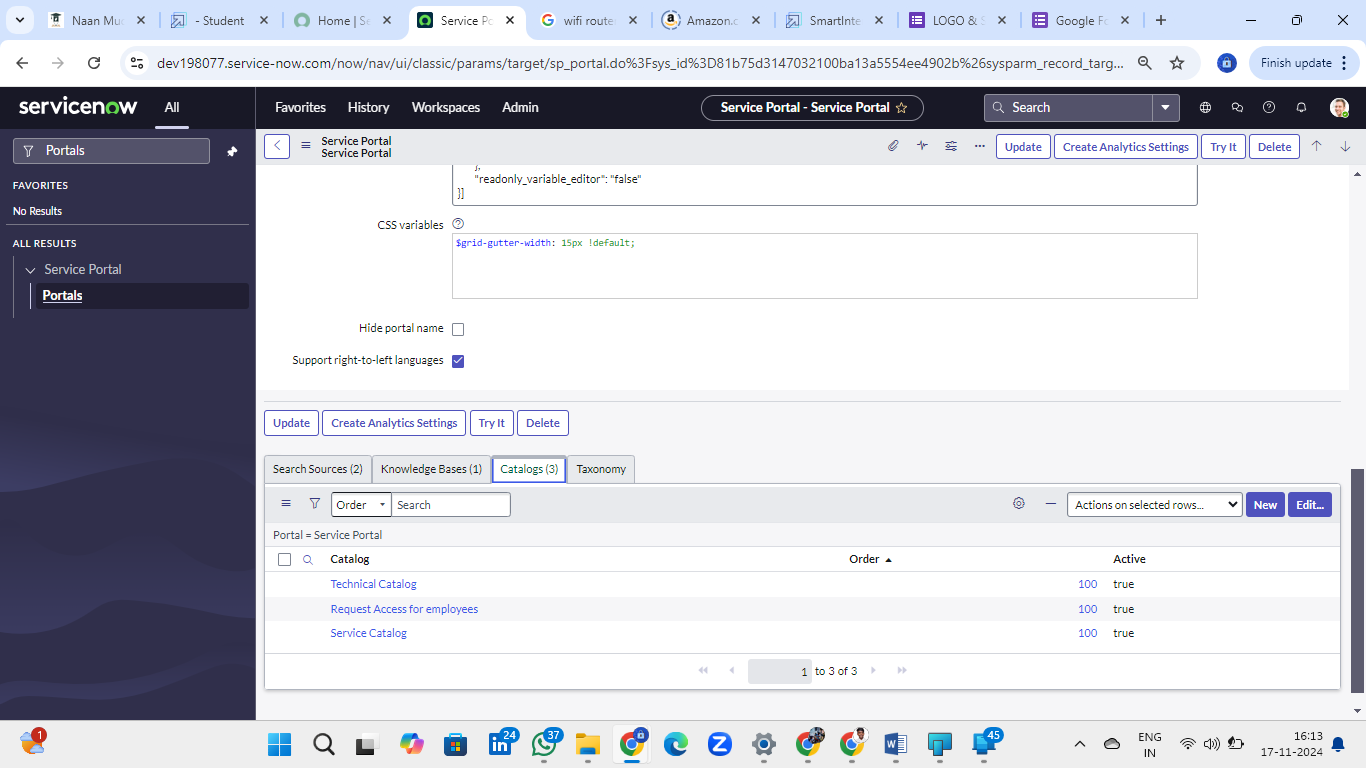 Naan Mu
- Student
Home | Se
Service Po
wifi route
Amazon.c
SmartInte
LOGO & S
Google Fo
dev198077.service-now.com/now/nav/ui/classic/params/target/sp_portal.do%3Fsys_id%3D81b75d3147032100ba13a5554ee4902b%26sysparm_record_targ...
Finish update
servicenow
All
Favorites
History
Workspaces
Admin
Service Portal - Service Portal
Search
Portals
FAVORITES
No Results
ALL RESULTS
Service Portal
Portals
Service Portal
Service Portal
Update
Create Analytics Settings
Try It
Delete
},
"readonly_variable_editor": "false"
}]
CSS variables
$grid-gutter-width: 15px !default;
Hide portal name
Support right-to-left languages
Update
Create Analytics Settings
Try It
Delete
Search Sources (2)
Knowledge Bases (1)
Catalogs (3)
Taxonomy
Order
Search
Actions on selected rows...
New
Edit...
Portal = Service Portal
Catalog Order Active
Technical Catalog 100 true
Request Access for employees 100 true
Service Catalog 100 true
1 to 3 of 3
1
24
37
45
ENG
IN
16:13
17-11-2024